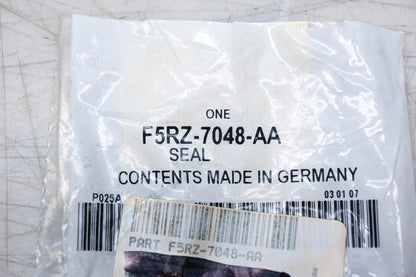 ONE
F5RZ-7048-AA
SEAL
CONTENTS MADE IN GERMANY
P025A 03 01 07
PART F5RZ-7048-AA